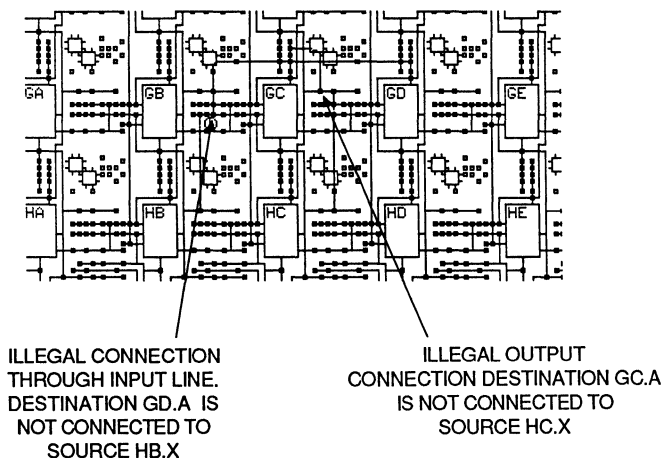 GA GB GC GD GE
HA HB HC HD HE
ILLEGAL CONNECTION
THROUGH INPUT LINE.
DESTINATION GD.A IS
NOT CONNECTED TO
SOURCE HB.X
ILLEGAL OUTPUT
CONNECTION DESTINATION GC.A
IS NOT CONNECTED TO
SOURCE HC.X